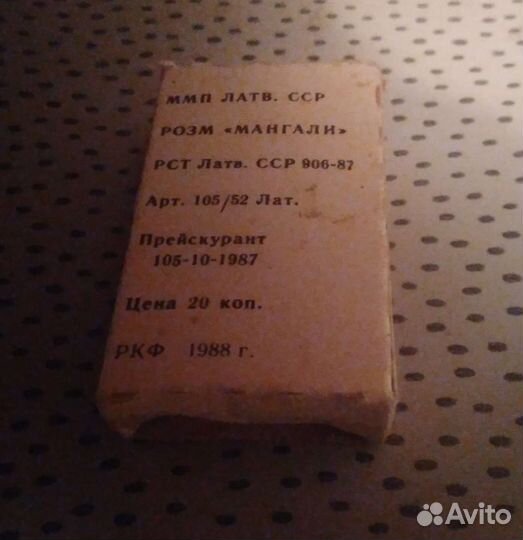 ММП ЛАТВ. ССР
РОЗМ «МАНГАЛИ»
РСТ Латв. ССР 906-87
Арт. 105/52 Лат.
Прейскурант
105-10-1987
Цена 20 коп.
РКФ 1988 г.
Avito